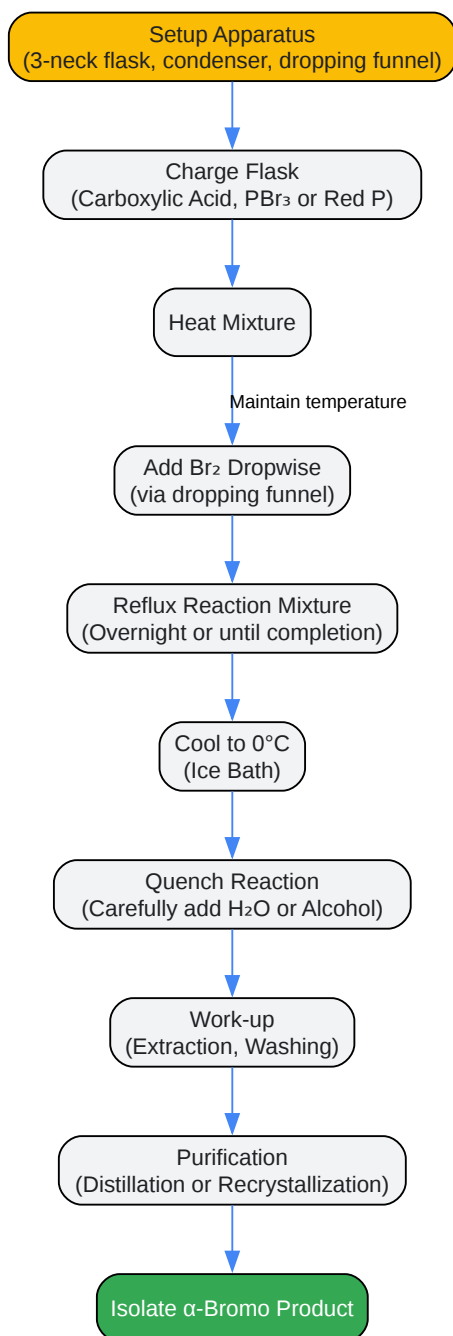 Setup Apparatus
(3-neck flask, condenser, dropping funnel)
Charge Flask
(Carboxylic Acid, PBr₃ or Red P)
Heat Mixture
Maintain temperature
Add Br₂ Dropwise
(via dropping funnel)
Reflux Reaction Mixture
(Overnight or until completion)
Cool to 0°C
(Ice Bath)
Quench Reaction
(Carefully add H₂O or Alcohol)
Work-up
(Extraction, Washing)
Purification
(Distillation or Recrystallization)
Isolate α-Bromo Product